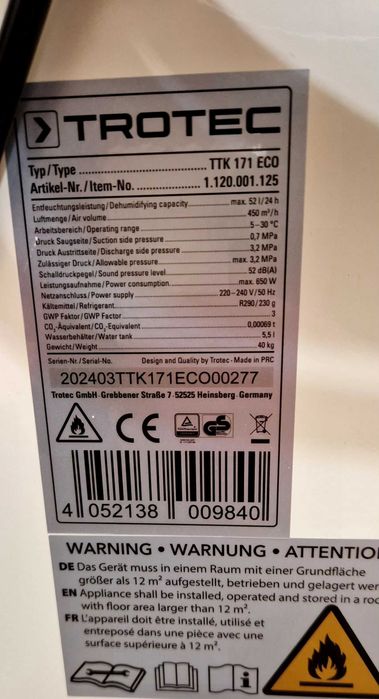 TROTEC
Typ/Type ........................ TTK 171 ECO
Artikel-Nr./Item-No. ................ 1.120.001.125
Entfeuchtungsleistung/Dehumidifying capacity ............ max. 52 l/24 h
Luftmenge/Air volume ............ 450 m³/h
Arbeitsbereich/Operating range ............ 5-30 °C
Druck Saugseite/Suction side pressure ............ 0,7 MPa
Druck Austrittseite/Discharge side pressure ............ 3,2 MPa
Zulässiger Druck/Allowable pressure ............ max. 3,2 MPa
Schalldruckpegel/Sound pressure level ............ 52 dB(A)
Leistungsaufnahme/Power consumption ............ max. 650 W
Netzanschluss/Power supply ............ 220-240 V/50 Hz
Kältemittel/Refrigerant ............ R290/230 g
GWP Faktor/GWP Factor ............ 3
CO₂-Äquivalent/CO₂-Equivalent ............ 0,00069 t
Wasserbehälter/Water tank ............ 5,5 l
Gewicht/Weight ............ 40 kg
Serien-Nr./Serial-No. Design and Quality by Trotec - Made in PRC
202403TTK171ECO00277
Trotec GmbH · Grebbener Straße 7 · 52525 Heinsberg · Germany
CE GS
4 052138 009840
WARNING • WARNUNG • ATTENTIO
DE Das Gerät muss in einem Raum mit einer Grundfläche
größer als 12 m² aufgestellt, betrieben und gelagert wer
EN Appliance shall be installed, operated and stored in a roo
with floor area larger than 12 m².
FR L'appareil doit être installé, utilisé et
entreposé dans une pièce avec une
surface supérieure à 12 m².